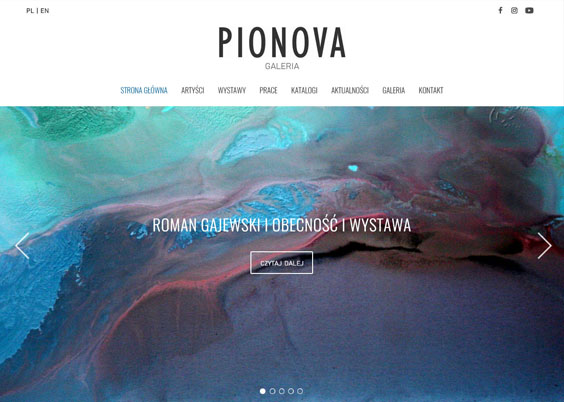 PL | EN
PIONOVA
GALERIA
STRONA GŁÓWNA ARTYŚCI WYSTAWY PRACE KATALOGI AKTUALNOŚCI GALERIA KONTAKT
ROMAN GAJEWSKI I OBECNOŚĆ I WYSTAWA
CZYTAJ DALEJ